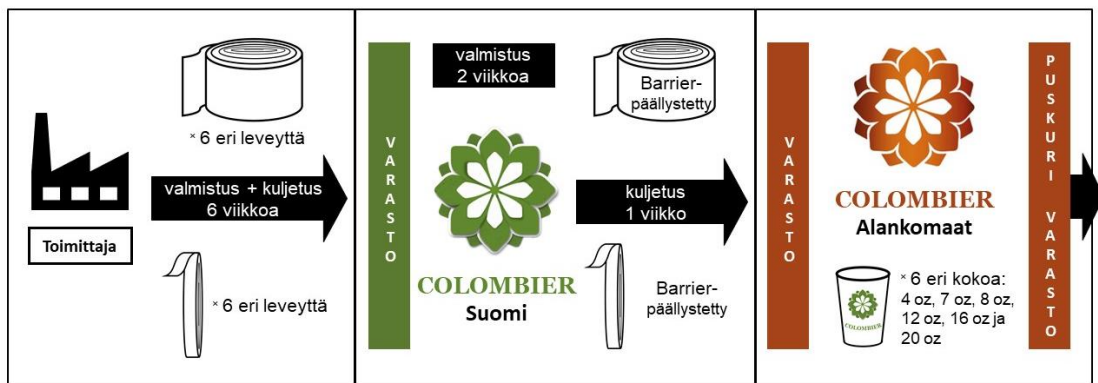 × 6 eri leveyttä
valmistus + kuljetus
6 viikkoa
Toimittaja
× 6 eri leveyttä
VARASTO
valmistus
2 viikkoa
Barrier-
päällystetty
COLOMBIER
Suomi
kuljetus
1 viikko
Barrier-
päällystetty
VARASTO
COLOMBIER
Alankomaat
COLOMBIER
× 6 eri kokoa:
4 oz, 7 oz, 8 oz,
12 oz, 16 oz ja
20 oz
PUSKURI VARASTO